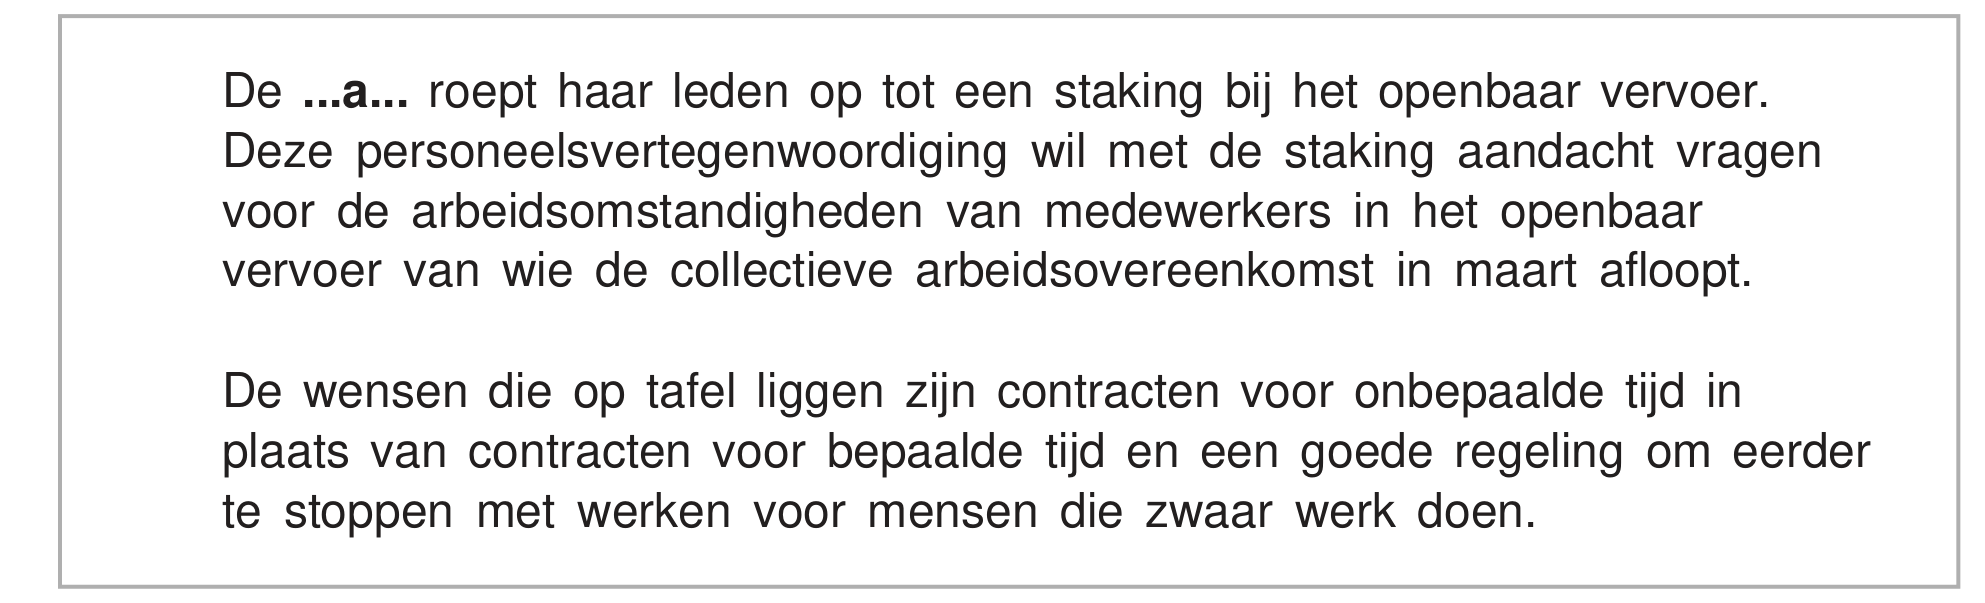 De ...a... roept haar leden op tot een staking bij het openbaar vervoer.
Deze personeelsvertegenwoordiging wil met de staking aandacht vragen
voor de arbeidsomstandigheden van medewerkers in het openbaar
vervoer van wie de collectieve arbeidsovereenkomst in maart afloopt.
De wensen die op tafel liggen zijn contracten voor onbepaalde tijd in
plaats van contracten voor bepaalde tijd en een goede regeling om eerder
te stoppen met werken voor mensen die zwaar werk doen.